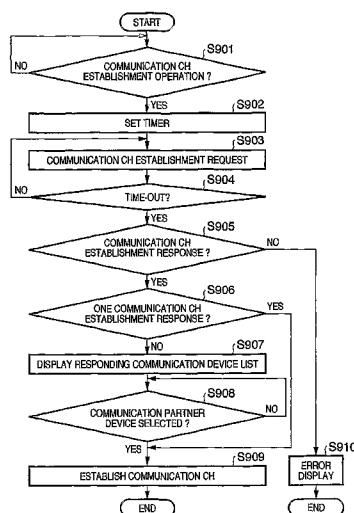 START
S901
COMMUNICATION CH
ESTABLISHMENT OPERATION ?
NO
YES
S902
SET TIMER
S903
COMMUNICATION CH ESTABLISHMENT REQUEST
S904
TIME-OUT?
NO
YES
S905
COMMUNICATION CH
ESTABLISHMENT RESPONSE ?
NO
YES
S906
ONE COMMUNICATION CH
ESTABLISHMENT RESPONSE ?
YES
NO
S907
DISPLAY RESPONDING COMMUNICATION DEVICE LIST
S908
COMMUNICATION PARTNER
DEVICE SELECTED ?
NO
YES
S909
ESTABLISH COMMUNICATION CH
S910
ERROR
DISPLAY
END
END